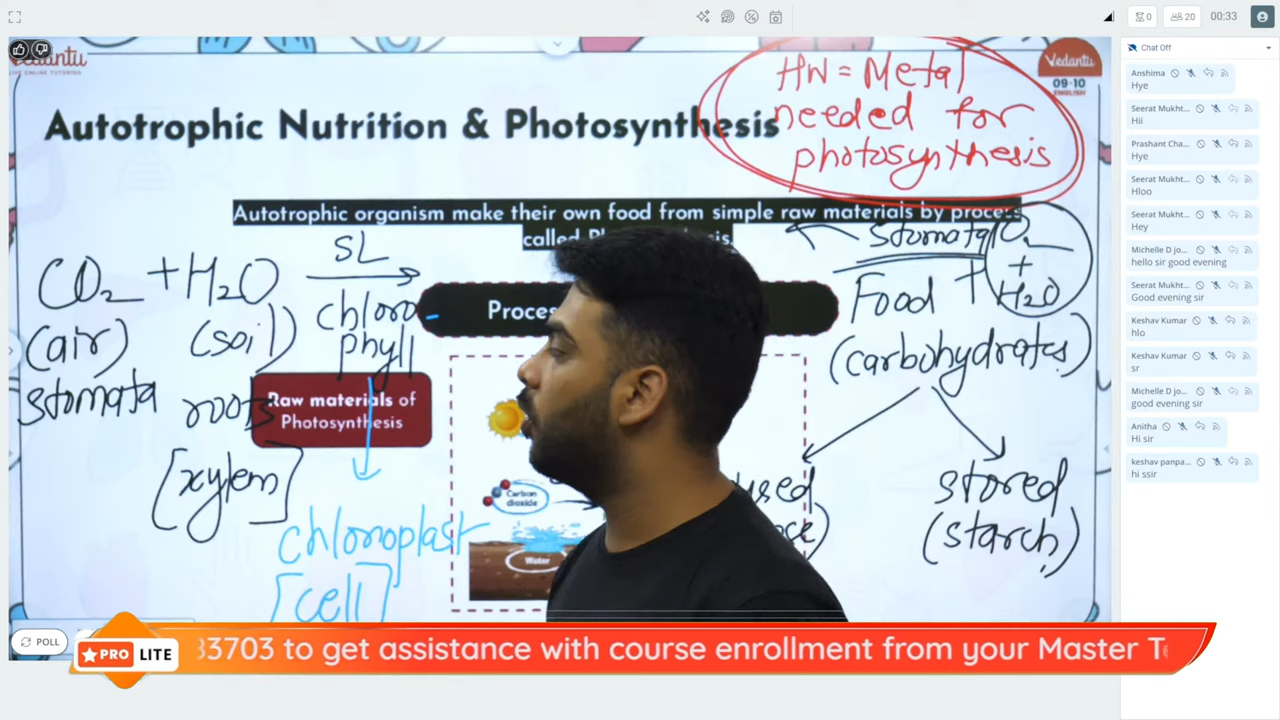 0
20
00:33
Vedantu
LIVE ONLINE TUTORING
HW = Metal
needed for
photosynthesis
Vedantu
09-10
ENGLISH
Autotrophic Nutrition & Photosynthesis
Autotrophic organism make their own food from simple raw materials by process
called
CO2 + H2O
SL
chloro-
phyll
(air)
(soil)
stomata
roots
[xylem]
chloroplast
[cell]
Raw materials of
Photosynthesis
Carbon
dioxide
Water
stomata
O2
+
H2O
Food +
(carbohydrates)
used
stored
(starch)
Chat Off
Anshima
Hye
Seerat Mukht...
Hii
Prashant Cha...
Hye
Seerat Mukht...
Hloo
Seerat Mukht...
Hey
Michelle D jo...
hello sir good evening
Seerat Mukht...
Good evening sir
Keshav Kumar
hlo
Keshav Kumar
sr
Michelle D jo...
good evening sir
Anitha
Hi sir
keshav panpa...
hi ssir
POLL
PRO LITE
83703 to get assistance with course enrollment from your Master T